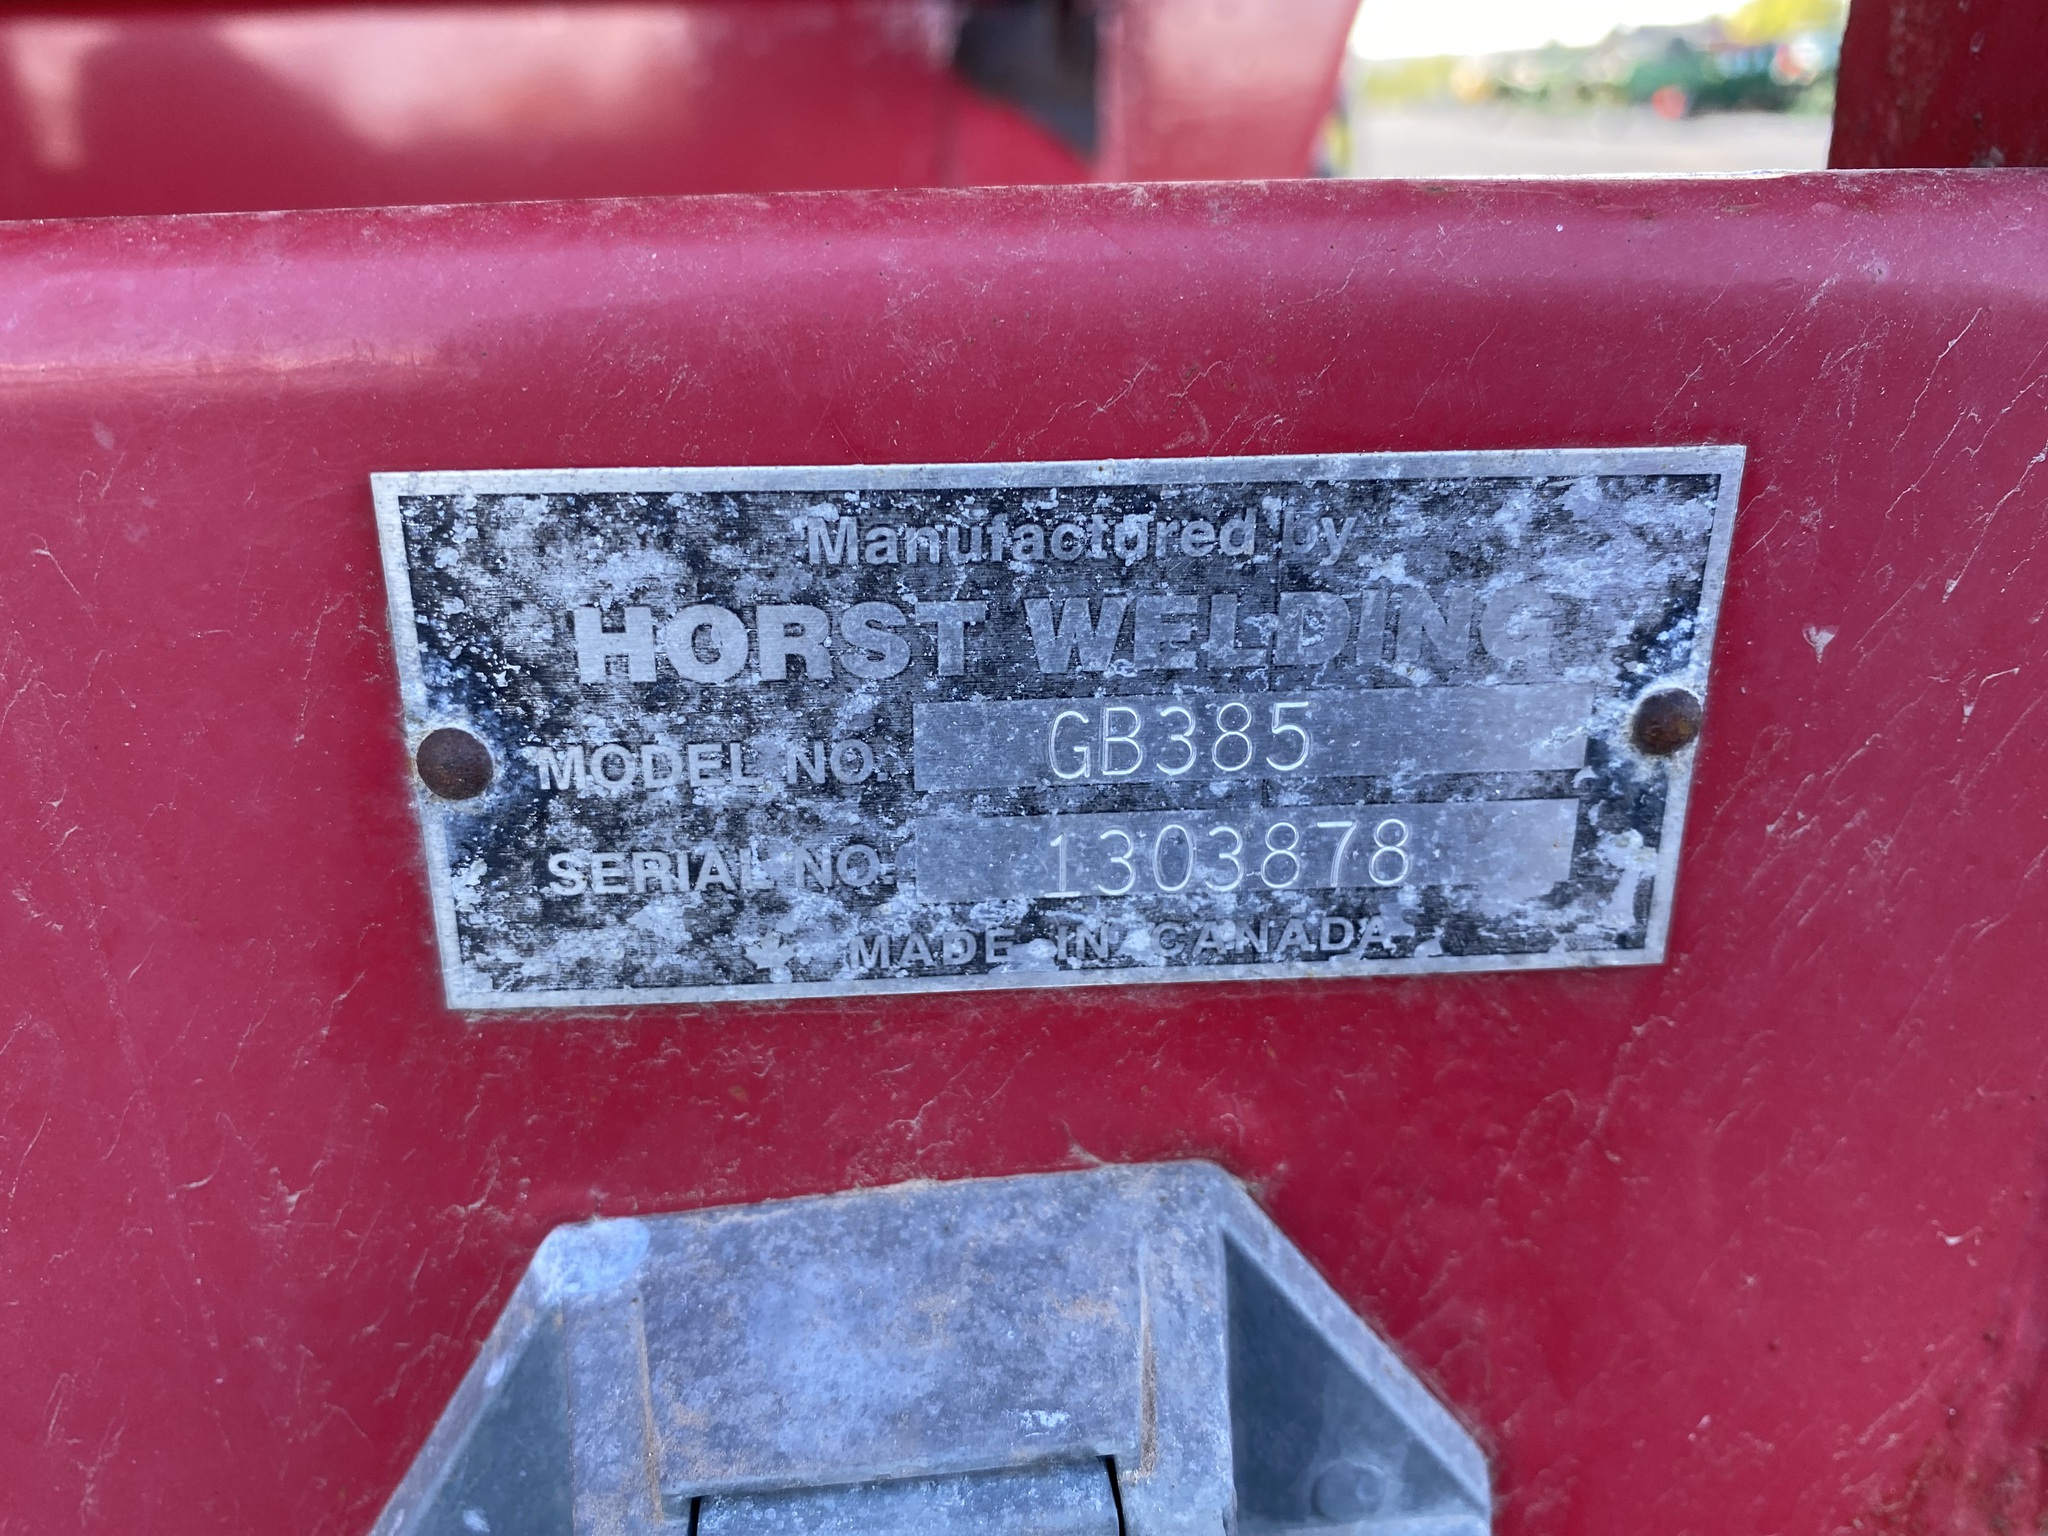 Manufactured by
HORST WELDING
MODEL NO. GB385
SERIAL NO. 1303878
MADE IN CANADA